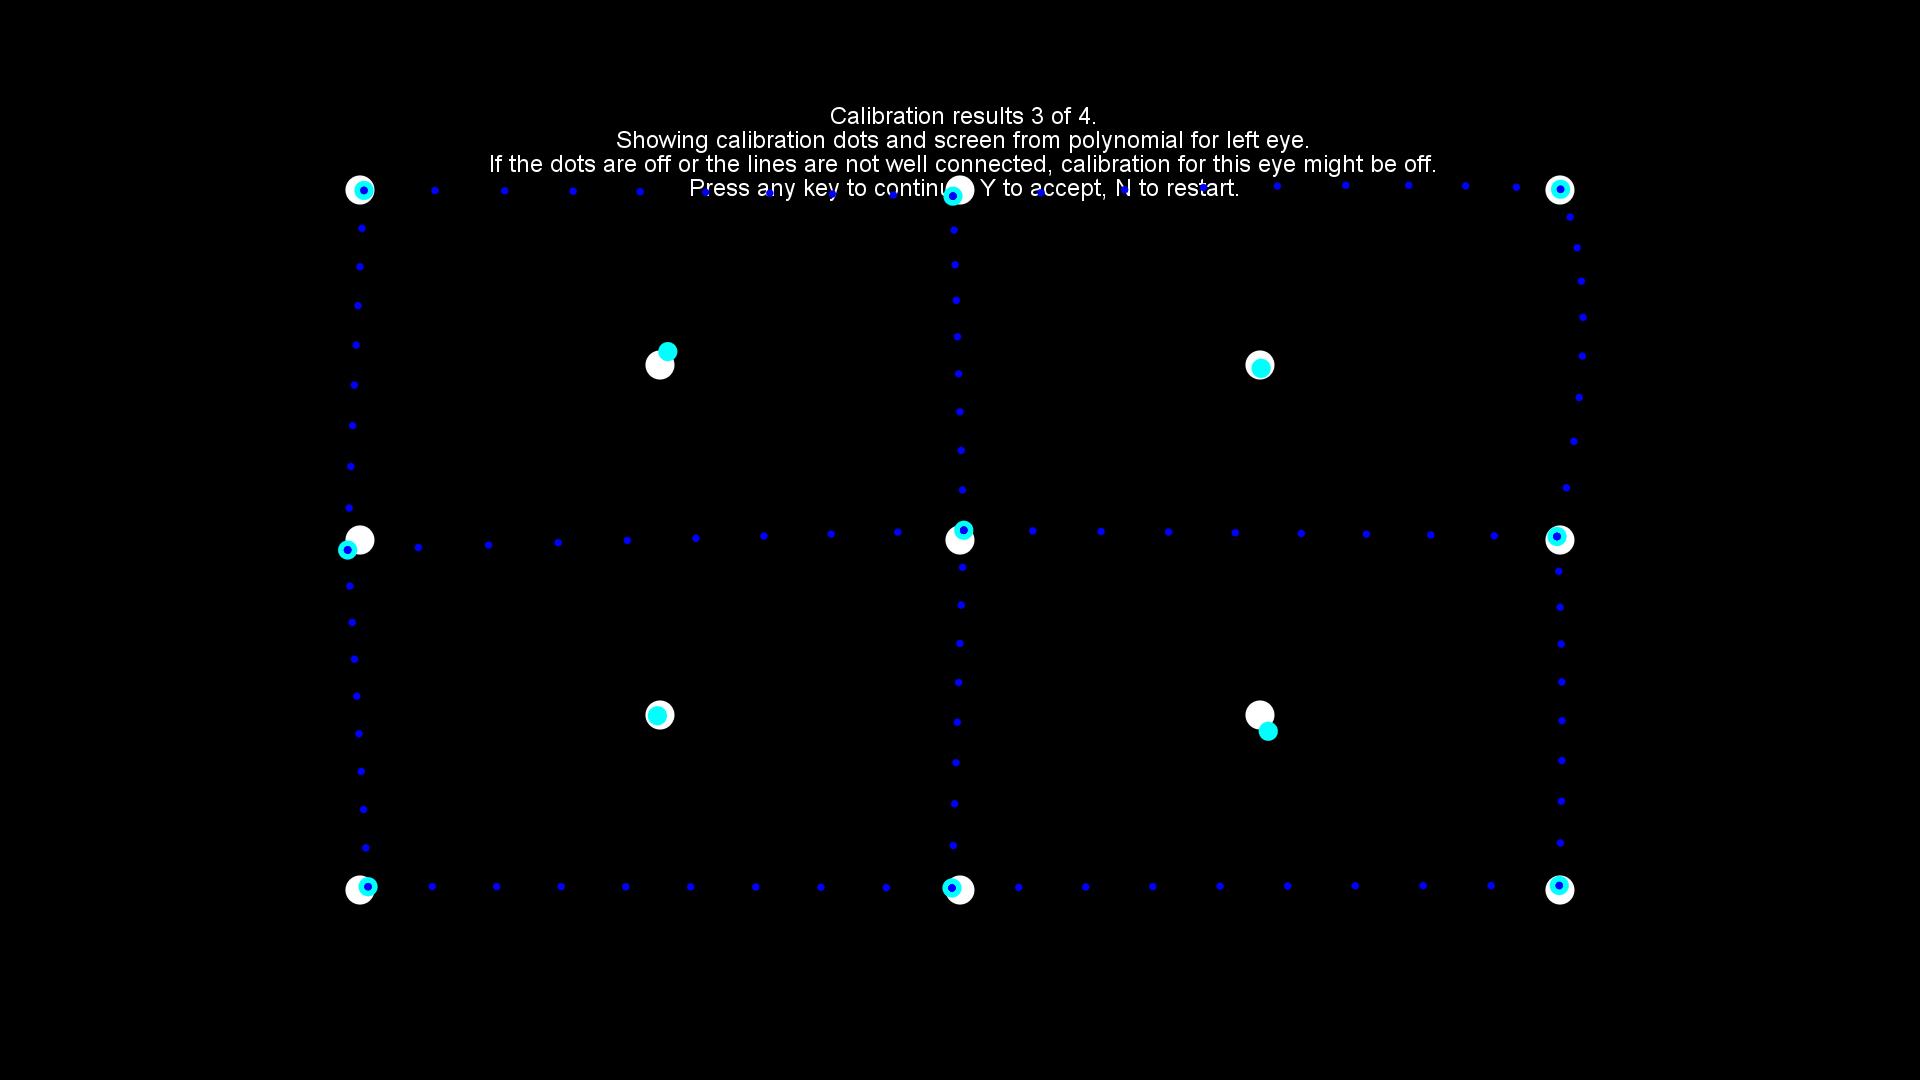 Calibration results 3 of 4.
Showing calibration dots and screen from polynomial for left eye.
If the dots are off or the lines are not well connected, calibration for this eye might be off.
Press any key to continu Y to accept, N to restart.